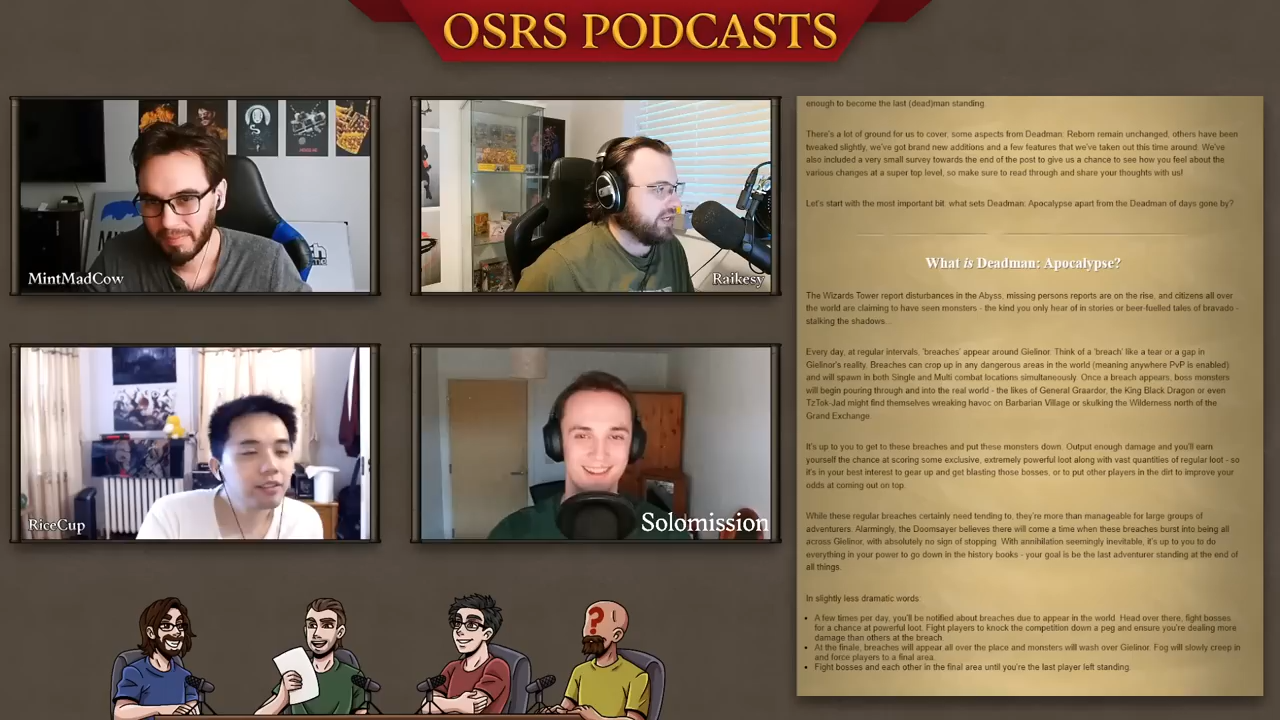 OSRS PODCASTS
MintMadCow
Raikesy
RiceCup
Solomission
enough to become the last (dead)man standing.
There's a lot of ground for us to cover; some aspects from Deadman: Reborn remain unchanged, others have been
tweaked slightly, we've got brand new additions and a few features that we've taken out this time around. We've
also included a very small survey towards the end of the post to give us a chance to see how you feel about the
various changes at a super top level, so make sure to read through and share your thoughts with us!
Let's start with the most important bit: what sets Deadman: Apocalypse apart from the Deadman of days gone by?
What is Deadman: Apocalypse?
The Wizards Tower report disturbances in the Abyss, missing persons reports are on the rise, and citizens all over
the world are claiming to have seen monsters - the kind you only hear of in stories or beer-fuelled tales of bravado -
stalking the shadows...
Every day, at regular intervals, 'breaches' appear around Gielinor. Think of a 'breach' like a tear or a gap in
Gielinor's reality. Breaches can crop up in any dangerous areas in the world (meaning anywhere PvP is enabled)
and will spawn in both Single and Multi combat locations simultaneously. Once a breach appears, boss monsters
will begin pouring through and into the real world - the likes of General Graardor, the King Black Dragon or even
TzTok-Jad might find themselves wreaking havoc on Barbarian Village or skulking the Wilderness north of the
Grand Exchange.
It's up to you to get to these breaches and put these monsters down. Output enough damage and you'll earn
yourself the chance at scoring some exclusive, extremely powerful loot along with vast quantities of regular loot - so
it's in your best interest to gear up and get blasting those bosses, or to put other players in the dirt to improve your
odds at coming out on top.
While these regular breaches certainly need tending to, they're more than manageable for large groups of
adventurers. Alarmingly, the Doomsayer believes there will come a time when these breaches burst into being all
across Gielinor, with absolutely no sign of stopping. With annihilation seemingly inevitable, it's up to you to do
everything in your power to go down in the history books - your goal is be the last adventurer standing at the end of
all things.
In slightly less dramatic words:
• A few times per day, you'll be notified about breaches due to appear in the world. Head over there, fight bosses
for a chance at powerful loot. Fight players to knock the competition down a peg and ensure you're dealing more
damage than others at the breach.
• At the finale, breaches will appear all over the place and monsters will wash over Gielinor. Fog will slowly creep in
and force players to a final area.
• Fight bosses and each other in the final area until you're the last player left standing.